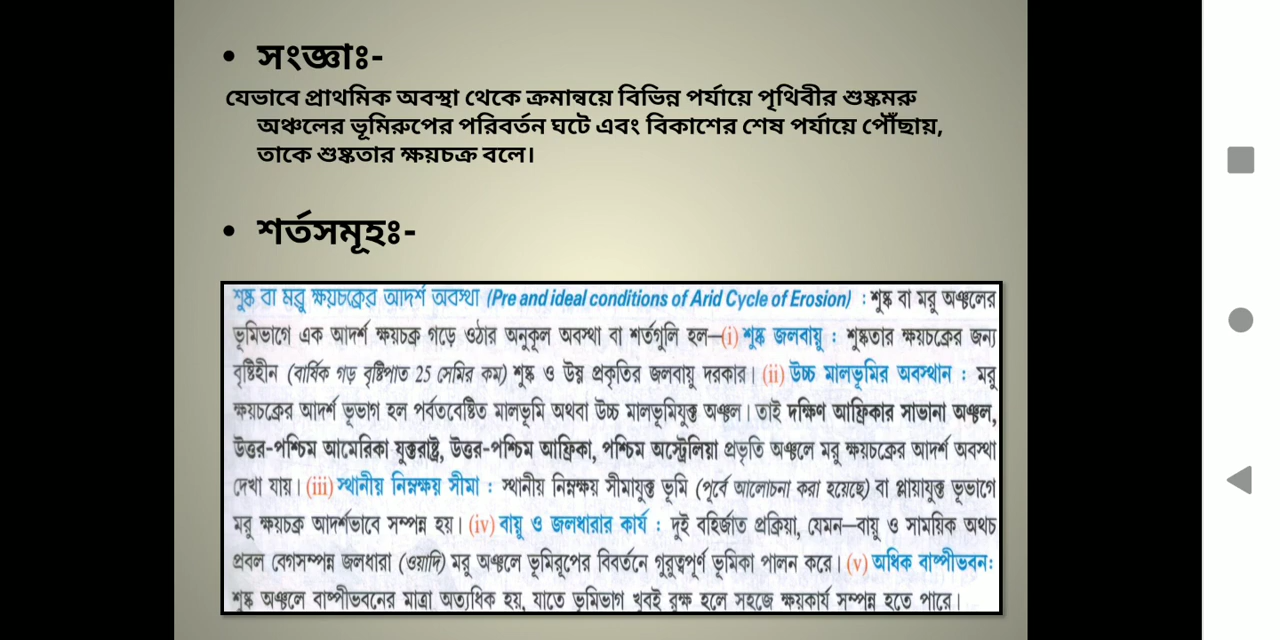 • সংজ্ঞাঃ-
যেভাবে প্রাথমিক অবস্থা থেকে ক্রমান্বয়ে বিভিন্ন পর্যায়ে পৃথিবীর শুষ্কমরু
অঞ্চলের ভূমিরুপের পরিবর্তন ঘটে এবং বিকাশের শেষ পর্যায়ে পৌঁছায়,
তাকে শুষ্কতার ক্ষয়চক্র বলে।
• শর্তসমূহঃ-
শুষ্ক বা মরু ক্ষয়চক্রের আদর্শ অবস্থা (Pre and ideal conditions of Arid Cycle of Erosion) : শুষ্ক বা মরু অঞ্চলের
ভূমিভাগে এক আদর্শ ক্ষয়চক্র গড়ে ওঠার অনুকূল অবস্থা বা শর্তগুলি হল—(i) শুষ্ক জলবায়ু : শুষ্কতার ক্ষয়চক্রের জন্য
বৃষ্টিহীন (বার্ষিক গড় বৃষ্টিপাত 25 সেমির কম) শুষ্ক ও উষ্ণ প্রকৃতির জলবায়ু দরকার। (ii) উচ্চ মালভূমির অবস্থান : মরু
ক্ষয়চক্রের আদর্শ ভূভাগ হল পর্বতবেষ্টিত মালভূমি অথবা উচ্চ মালভূমিযুক্ত অঞ্চল। তাই দক্ষিণ আফ্রিকার সাভানা অঞ্চল,
উত্তর-পশ্চিম আমেরিকা যুক্তরাষ্ট্র, উত্তর-পশ্চিম আফ্রিকা, পশ্চিম অস্ট্রেলিয়া প্রভৃতি অঞ্চলে মরু ক্ষয়চক্রের আদর্শ অবস্থা
দেখা যায়। (iii) স্থানীয় নিম্নক্ষয় সীমা : স্থানীয় নিম্নক্ষয় সীমাযুক্ত ভূমি (পূর্বে আলোচনা করা হয়েছে) বা প্লায়াযুক্ত ভূভাগে
মরু ক্ষয়চক্র আদর্শভাবে সম্পন্ন হয়। (iv) বায়ু ও জলধারার কার্য : দুই বহির্জাত প্রক্রিয়া, যেমন—বায়ু ও সাময়িক অথচ
প্রবল বেগসম্পন্ন জলধারা (ওয়াদি) মরু অঞ্চলে ভূমিরূপের বিবর্তনে গুরুত্বপূর্ণ ভূমিকা পালন করে। (v) অধিক বাষ্পীভবন:
শুষ্ক অঞ্চলে বাষ্পীভবনের মাত্রা অত্যধিক হয়, যাতে ভূমিভাগ খুবই রুক্ষ হলে সহজে ক্ষয়কার্য সম্পন্ন হতে পারে।